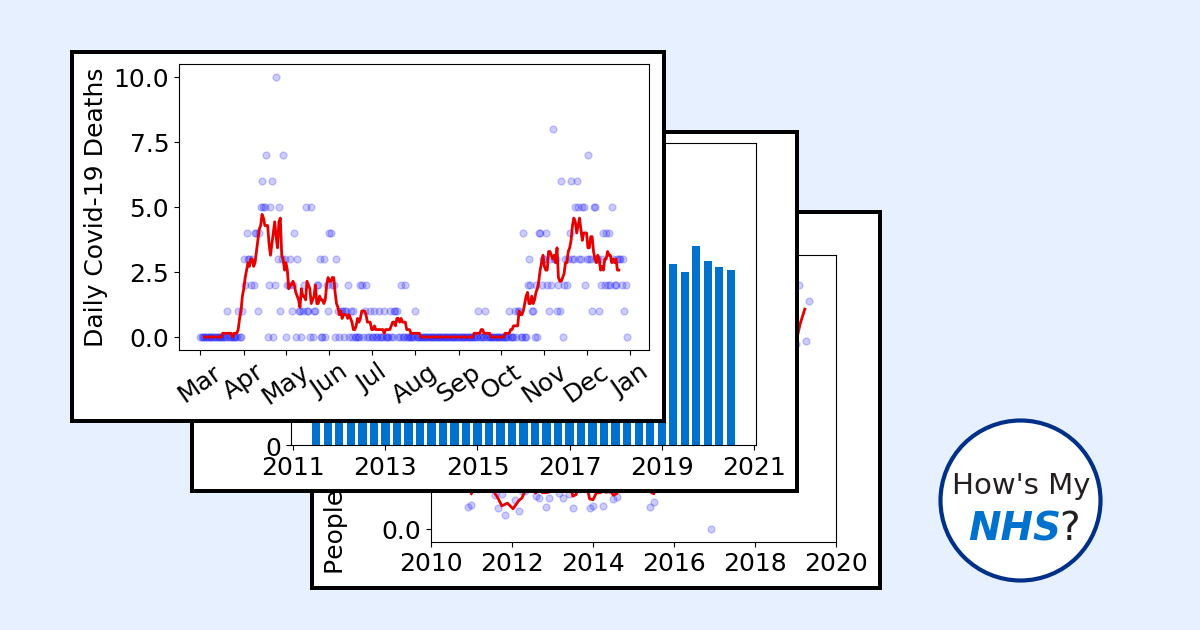 Daily Covid-19 Deaths
10.0
7.5
5.0
2.5
0.0
Mar Apr May Jun Jul Aug Sep Oct Nov Dec Jan
0
2011 2013 2015 2017 2019 2021
People
0.0
2010 2012 2014 2016 2018 2020
How's My
NHS?